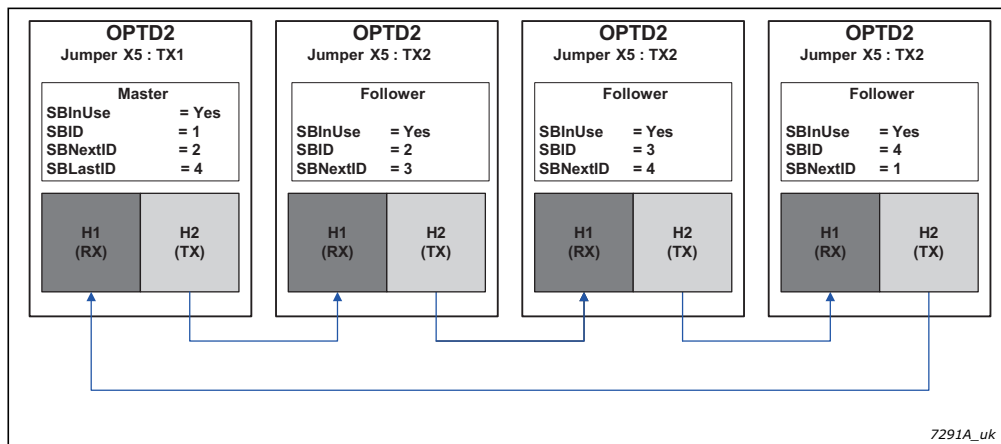 OPTD2
Jumper X5 : TX1
Master
SBInUse = Yes
SBID = 1
SBNextID = 2
SBLastID = 4
H1
(RX)
H2
(TX)
OPTD2
Jumper X5 : TX2
Follower
SBInUse = Yes
SBID = 2
SBNextID = 3
H1
(RX)
H2
(TX)
OPTD2
Jumper X5 : TX2
Follower
SBInUse = Yes
SBID = 3
SBNextID = 4
H1
(RX)
H2
(TX)
OPTD2
Jumper X5 : TX2
Follower
SBInUse = Yes
SBID = 4
SBNextID = 1
H1
(RX)
H2
(TX)
7291A_uk